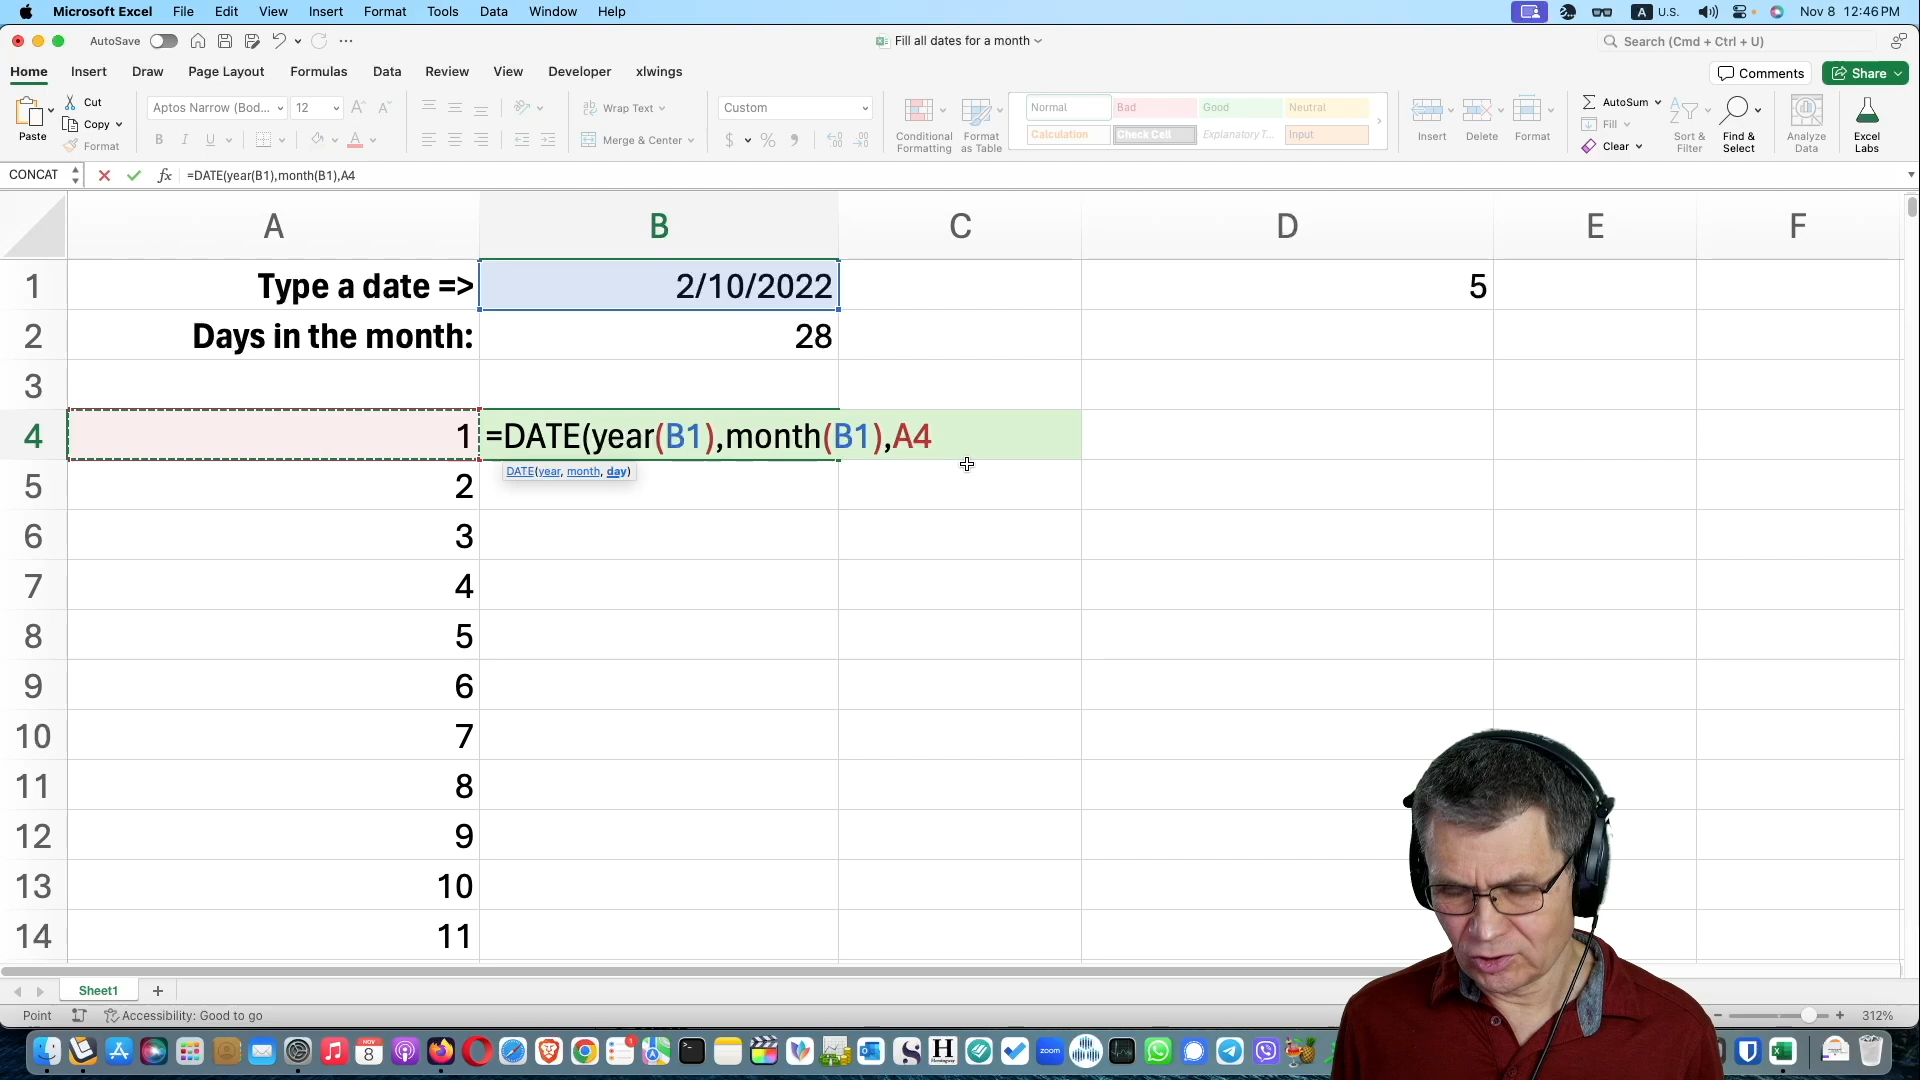 Microsoft Excel File Edit View Insert Format Tools Data Window Help
A U.S. Nov 8 12:46 PM
AutoSave
Fill all dates for a month
Search (Cmd + Ctrl + U)
Home Insert Draw Page Layout Formulas Data Review View Developer xlwings
Comments
Share
Paste
Cut
Copy
Format
Aptos Narrow (Bod... 12
B I U
Wrap Text
Merge & Center
Custom
$ %
Conditional Formatting
Format as Table
Normal Bad Good Neutral
Calculation Check Cell Explanatory T... Input
Insert Delete Format
AutoSum
Fill
Clear
Sort & Filter
Find & Select
Analyze Data
Excel Labs
CONCAT fx =DATE(year(B1),month(B1),A4
A B C D E F
1 Type a date => 2/10/2022 5
2 Days in the month: 28
3
4 1 =DATE(year(B1),month(B1),A4
DATE(year, month, day)
5 2
6 3
7 4
8 5
9 6
10 7
11 8
12 9
13 10
14 11
Sheet1 +
Point Accessibility: Good to go
312%
NOV
8
1
zoom